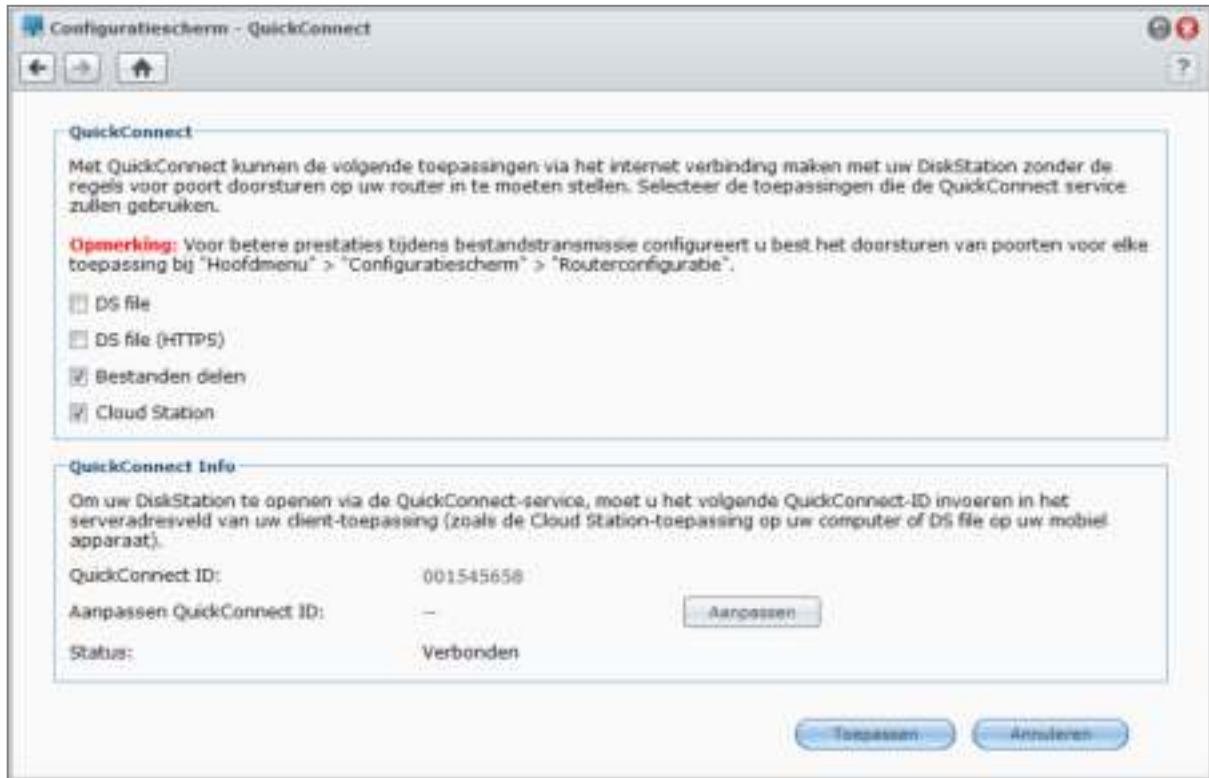 Configuratiescherm - QuickConnect
?
QuickConnect
Met QuickConnect kunnen de volgende toepassingen via het internet verbinding maken met uw DiskStation zonder de
regels voor poort doorsturen op uw router in te moeten stellen. Selecteer de toepassingen die de QuickConnect service
zullen gebruiken.
Opmerking: Voor betere prestaties tijdens bestandstransmissie configureert u best het doorsturen van poorten voor elke
toepassing bij "Hoofdmenu" > "Configuratiescherm" > "Routerconfiguratie".
DS file
DS file (HTTPS)
Bestanden delen
Cloud Station
QuickConnect Info
Om uw DiskStation te openen via de QuickConnect-service, moet u het volgende QuickConnect-ID invoeren in het
serveradresveld van uw client-toepassing (zoals de Cloud Station-toepassing op uw computer of DS file op uw mobiel
apparaat).
QuickConnect ID: 001545658
Aanpassen QuickConnect ID: -- Aanpassen
Status: Verbonden
Toepassen Annuleren